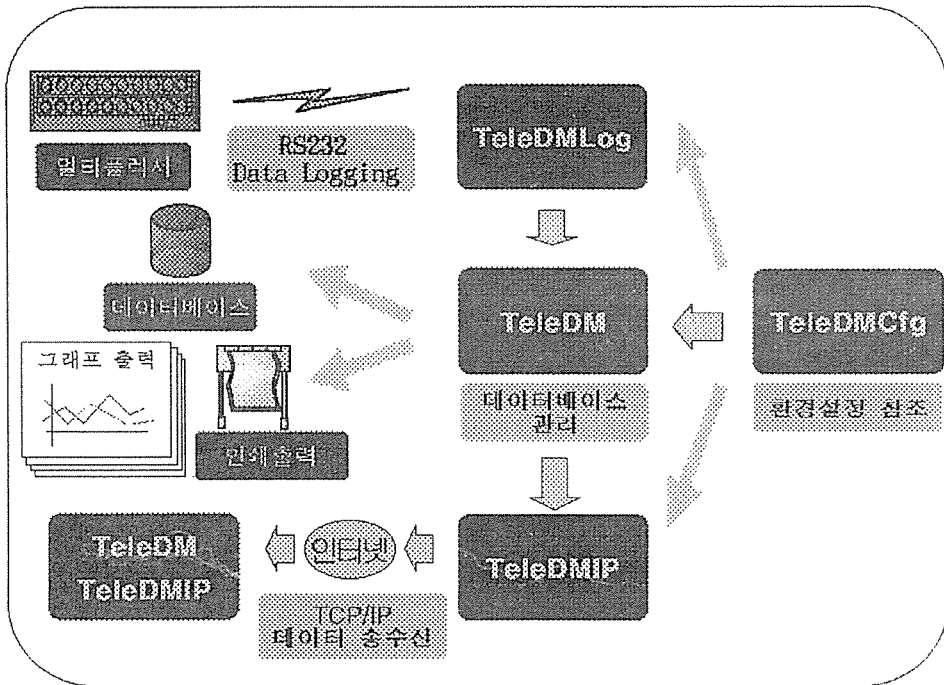 멀티플렉서
RS232
Data Logging
TeleDMLog
데이터베이스
TeleDM
TeleDMCfg
그래프 출력
데이터베이스
관리
환경설정 참조
인쇄출력
TeleDM
TeleDMIP
인터넷
TeleDMIP
TCP/IP
데이터 송수신